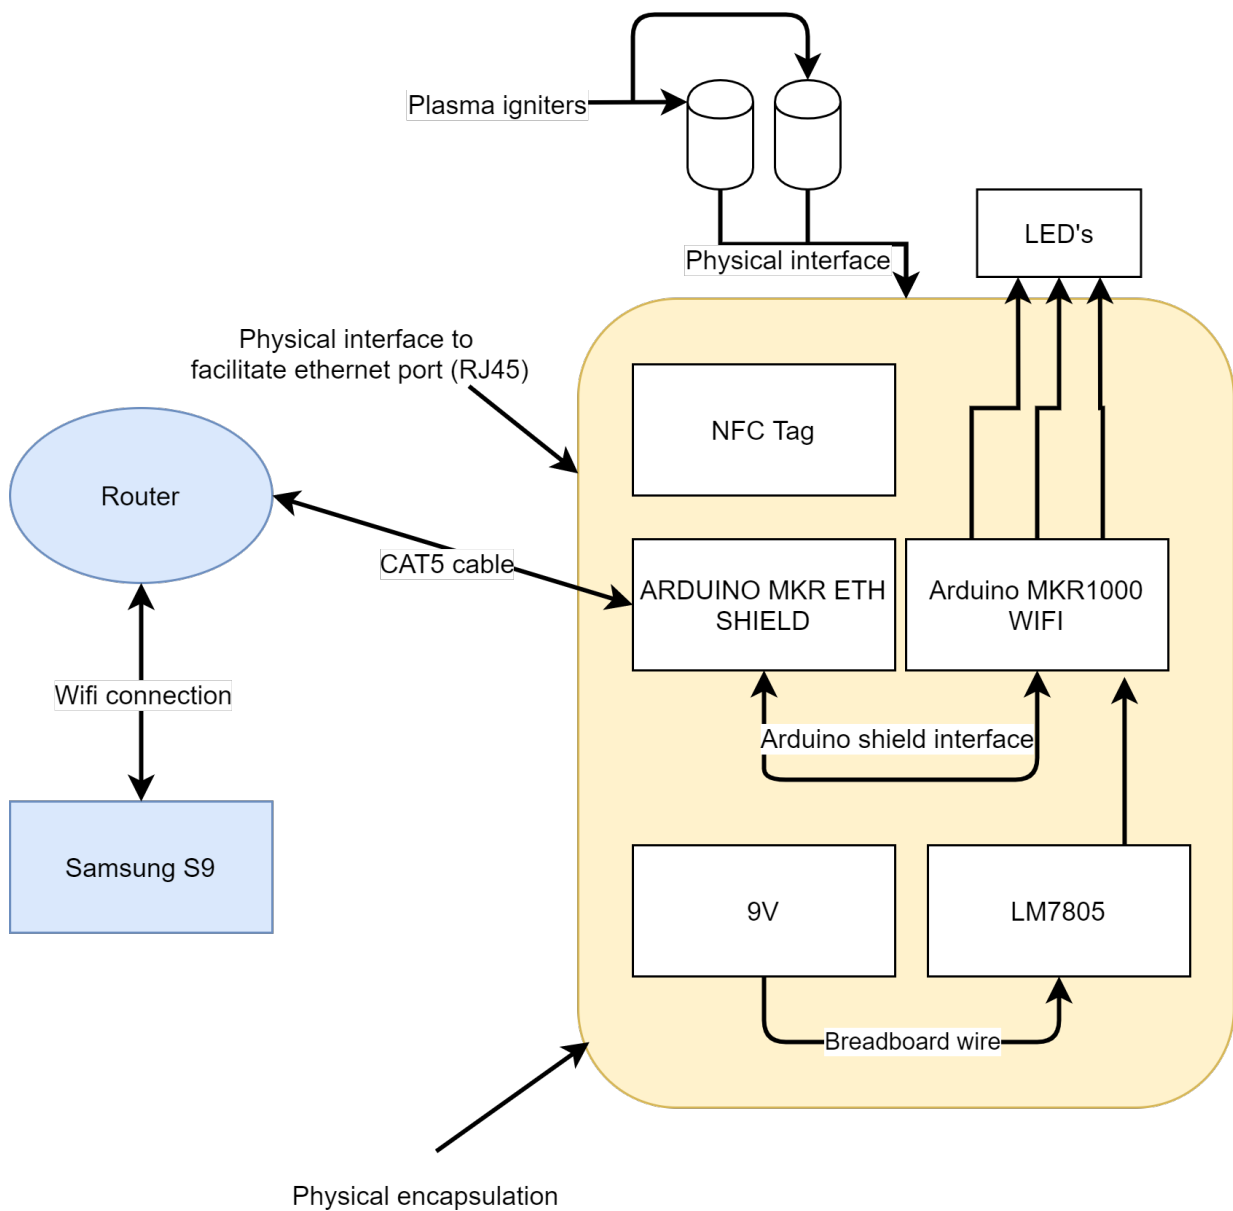 Plasma igniters
LED's
Physical interface
Physical interface to
facilitate ethernet port (RJ45)
NFC Tag
Router
CAT5 cable
ARDUINO MKR ETH
SHIELD
Arduino MKR1000
WIFI
Wifi connection
Arduino shield interface
Samsung S9
9V
LM7805
Breadboard wire
Physical encapsulation